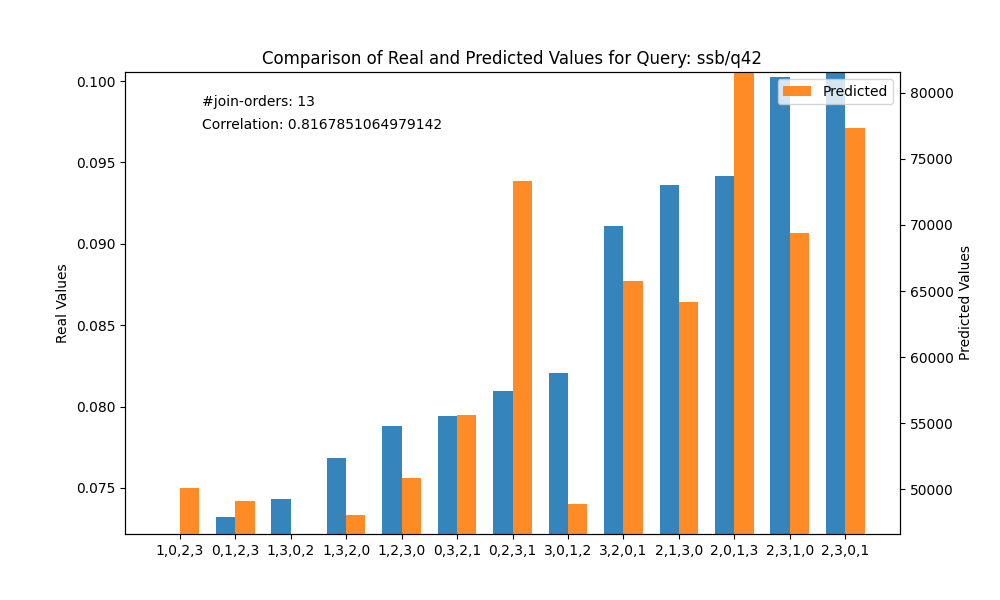 Comparison of Real and Predicted Values for Query: ssb/q42
#join-orders: 13
Correlation: 0.8167851064979142
Predicted
Real Values
0.100
0.095
0.090
0.085
0.080
0.075
Predicted Values
80000
75000
70000
65000
60000
55000
50000
1,0,2,3 0,1,2,3 1,3,0,2 1,3,2,0 1,2,3,0 0,3,2,1 0,2,3,1 3,0,1,2 3,2,0,1 2,1,3,0 2,0,1,3 2,3,1,0 2,3,0,1